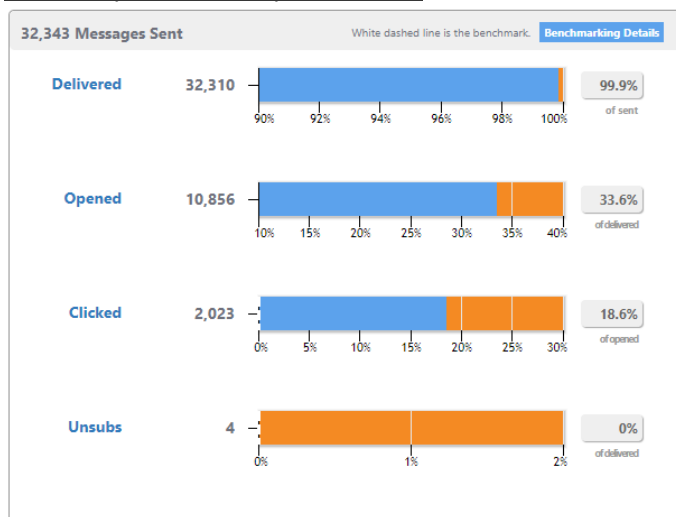 32,343 Messages Sent
White dashed line is the benchmark.
Benchmarking Details
Delivered 32,310 99.9%
of sent
90% 92% 94% 96% 98% 100%
Opened 10,856 33.6%
of delivered
10% 15% 20% 25% 30% 35% 40%
Clicked 2,023 18.6%
of opened
0% 5% 10% 15% 20% 25% 30%
Unsubs 4 0%
of delivered
0% 1% 2%